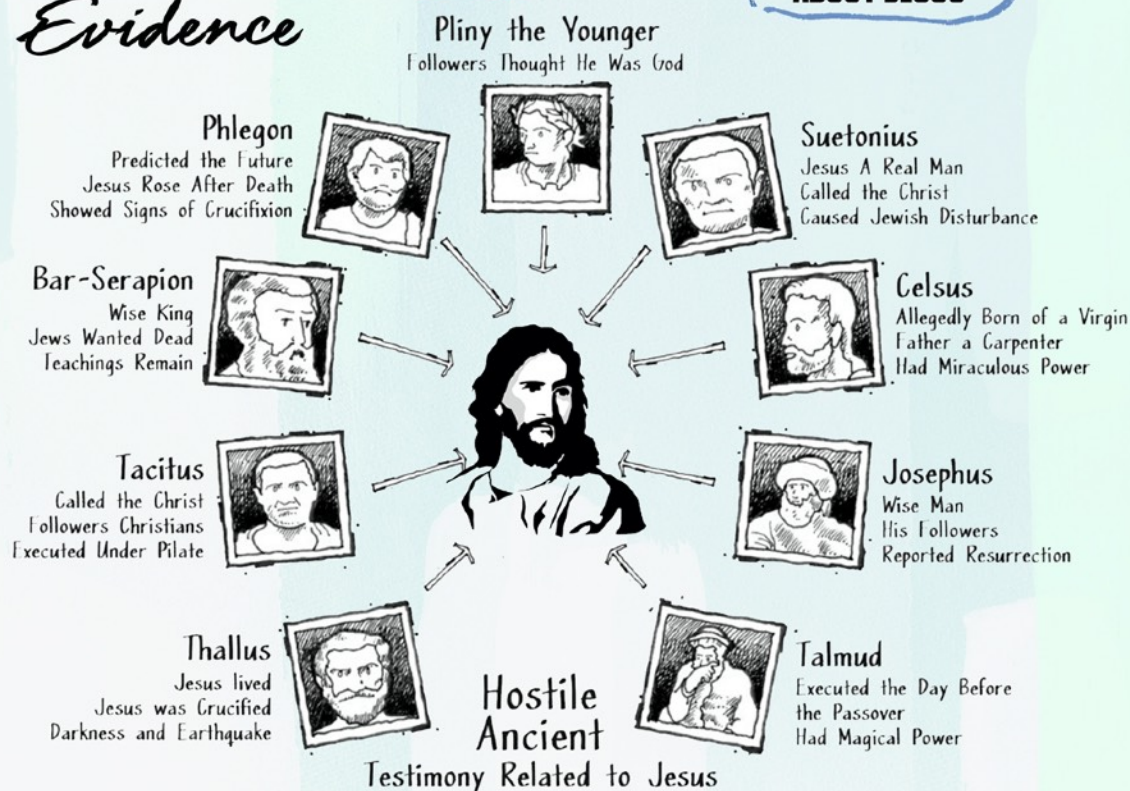 Evidence
ABOUT JESUS
Pliny the Younger
Followers Thought He Was God
Phlegon
Predicted the Future
Jesus Rose After Death
Showed Signs of Crucifixion
Suetonius
Jesus A Real Man
Called the Christ
Caused Jewish Disturbance
Bar-Serapion
Wise King
Jews Wanted Dead
Teachings Remain
Celsus
Allegedly Born of a Virgin
Father a Carpenter
Had Miraculous Power
Tacitus
Called the Christ
Followers Christians
Executed Under Pilate
Josephus
Wise Man
His Followers
Reported Resurrection
Thallus
Jesus lived
Jesus was Crucified
Darkness and Earthquake
Talmud
Executed the Day Before
the Passover
Had Magical Power
Hostile
Ancient
Testimony Related to Jesus